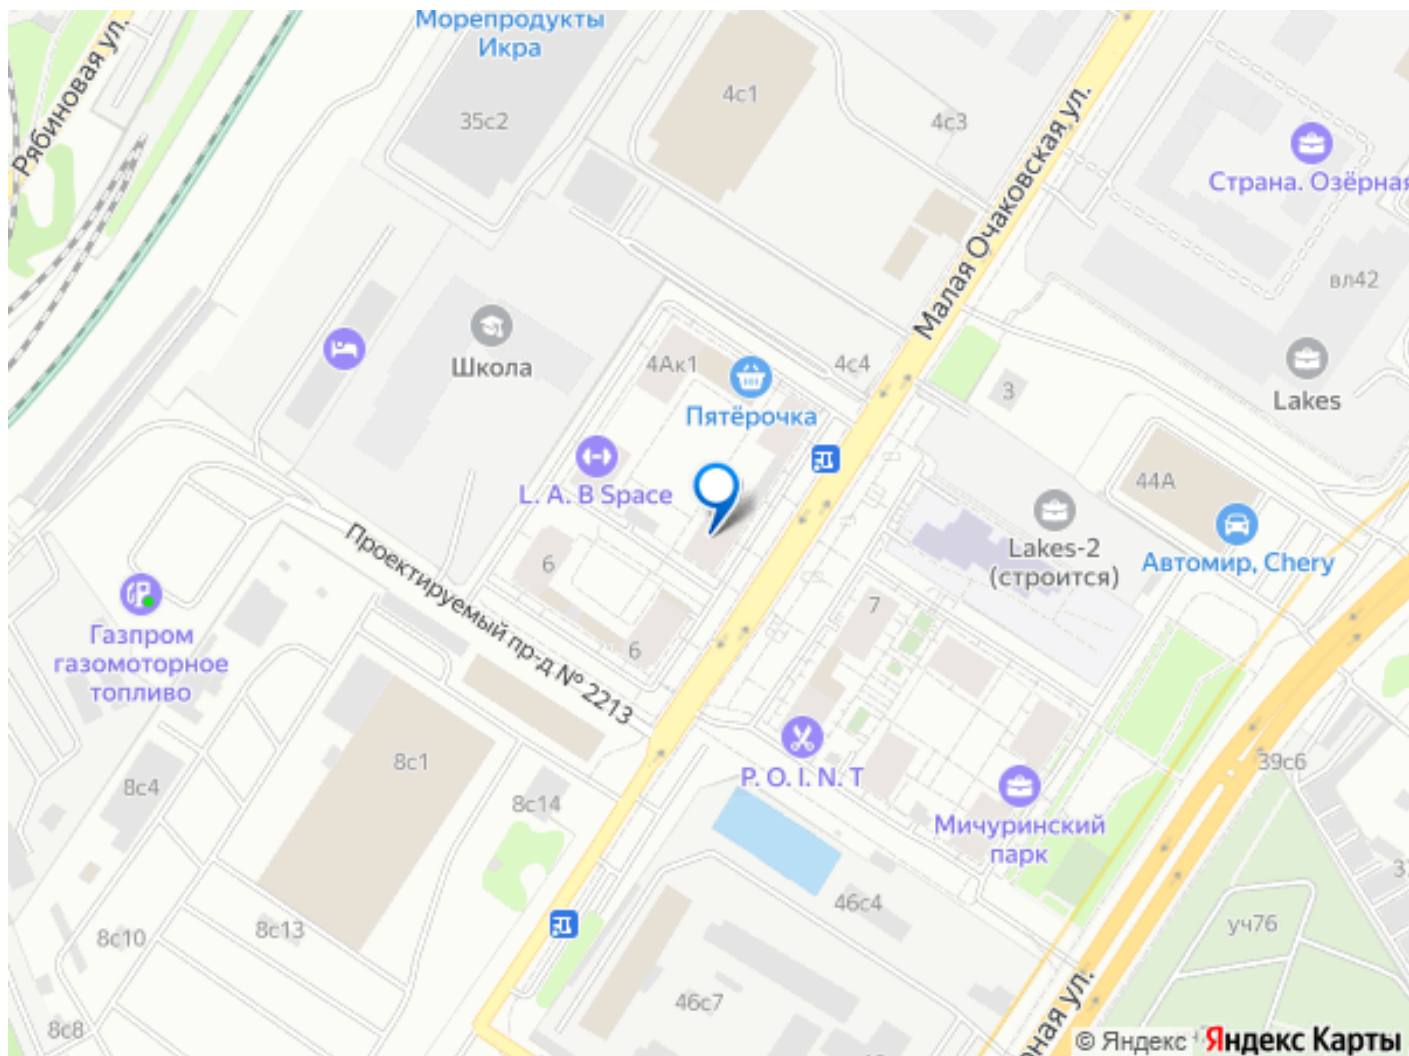 Морепродукты
Икра
Рябиновая ул.
35с2
4с1
4с3
Малая Очаковская ул.
Страна. Озёрная
вл42
Школа
4Ак1
4с4
Пятёрочка
3
Lakes
L. A. B Space
44А
Lakes-2
(строится)
Автомир, Chery
Проектируемый пр-д № 2213
6
7
6
Газпром
газомоторное
топливо
8с1
8с4
8с14
P. O. I. N. T
39с6
Мичуринский
парк
46с4
8с10
8с13
уч76
46с7
8с8
ная ул.
© Яндекс Яндекс Карты